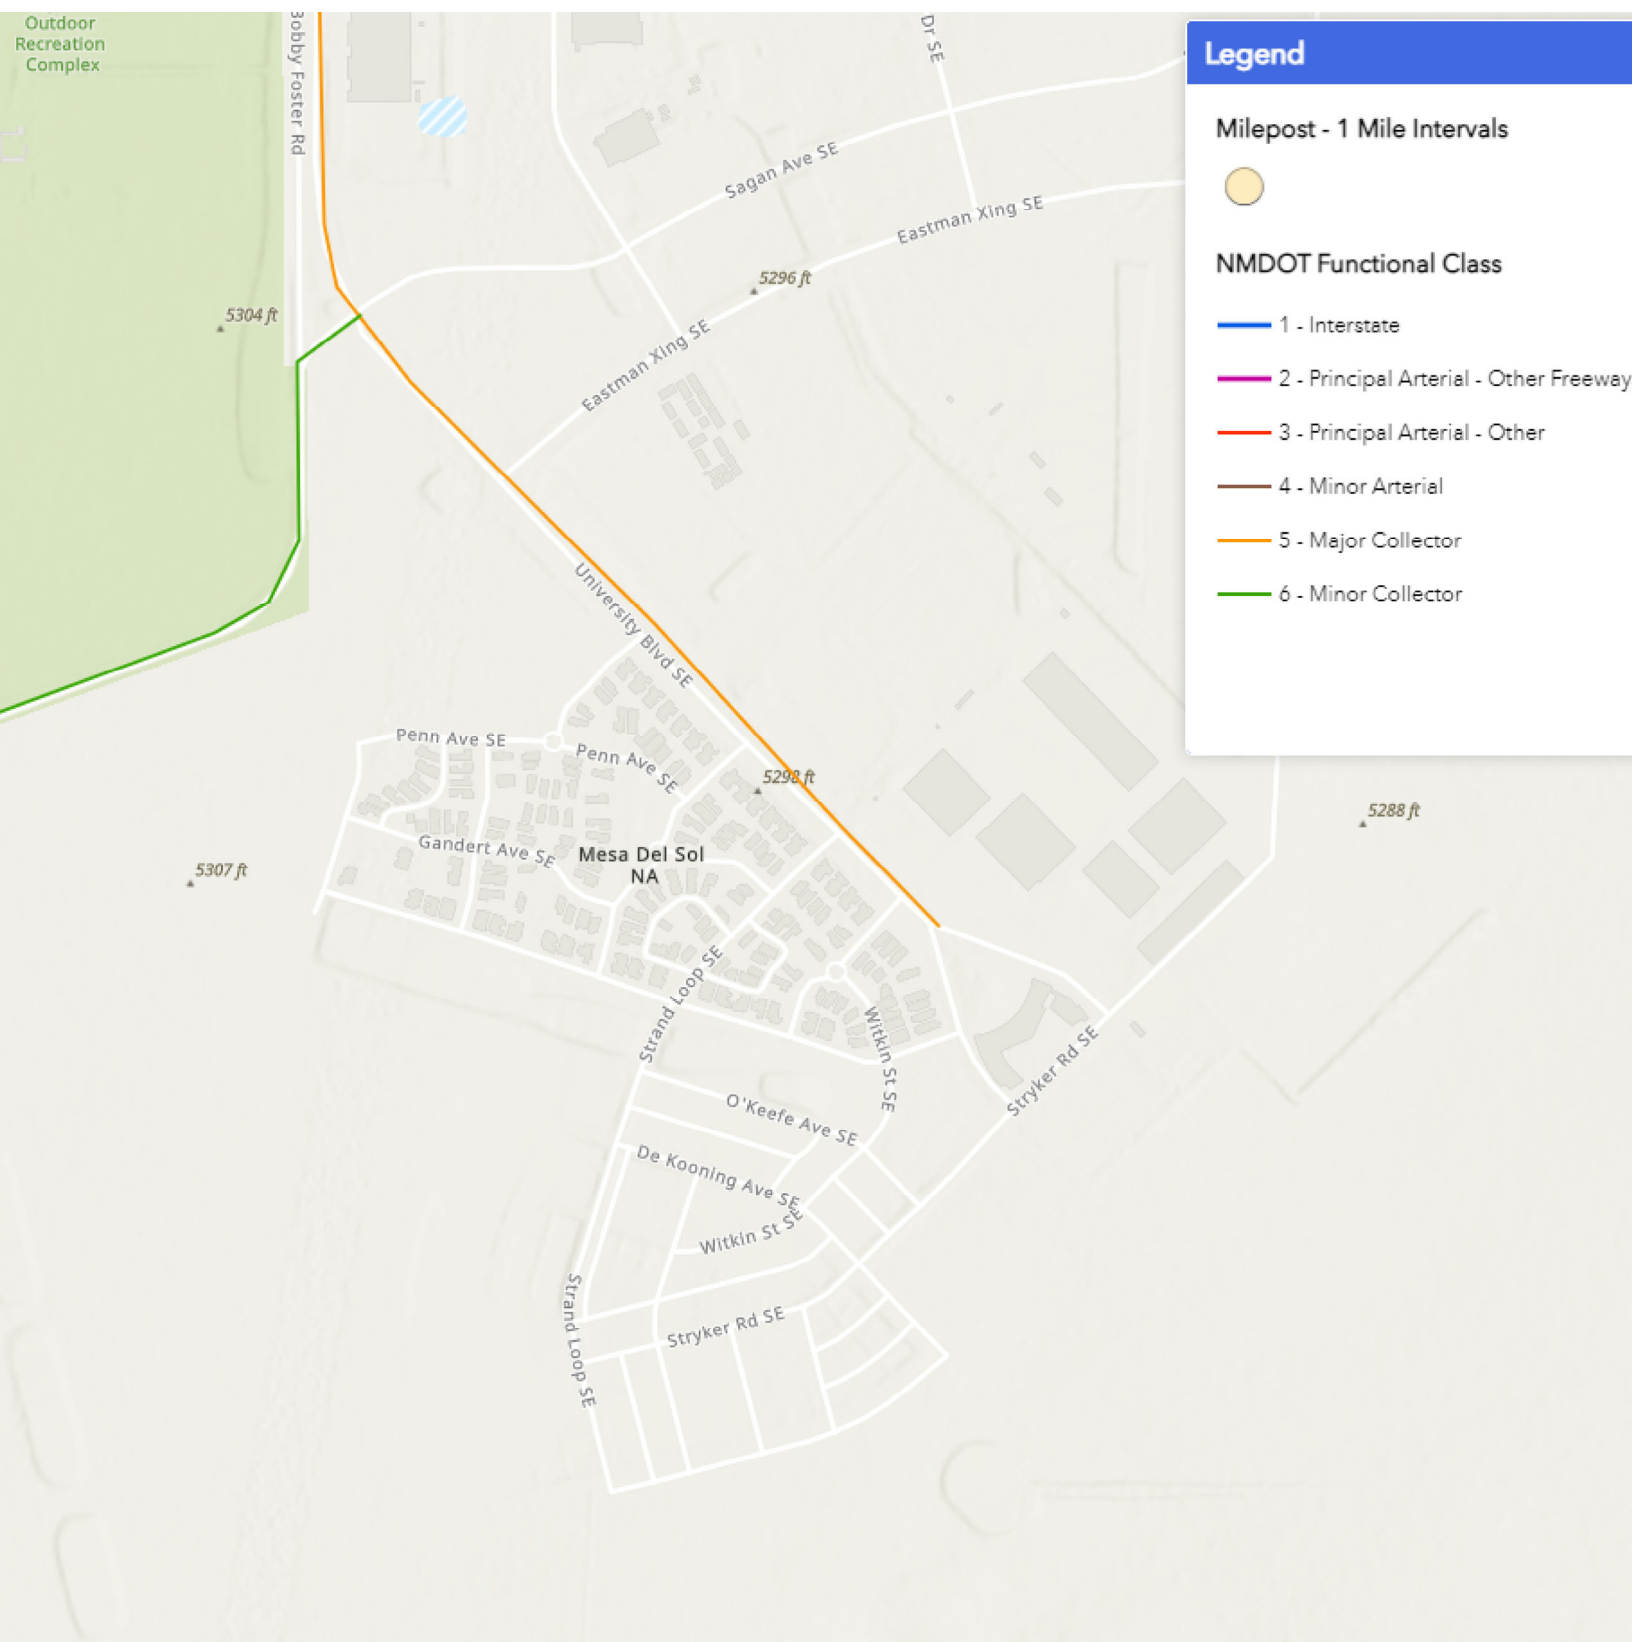 Outdoor
Recreation
Complex
Bobby Foster Rd
Dr SE
Sagan Ave SE
Eastman Xing SE
5296 ft
5304 ft
Eastman Xing SE
Legend
Milepost - 1 Mile Intervals
NMDOT Functional Class
1 - Interstate
2 - Principal Arterial - Other Freeway
3 - Principal Arterial - Other
4 - Minor Arterial
5 - Major Collector
6 - Minor Collector
University Blvd SE
Penn Ave SE
Penn Ave SE
5298 ft
5288 ft
Gandert Ave SE
Mesa Del Sol
NA
5307 ft
Strand Loop SE
Witkin St SE
Stryker Rd SE
O'Keefe Ave SE
De Kooning Ave SE
Witkin St SE
Strand Loop SE
Stryker Rd SE